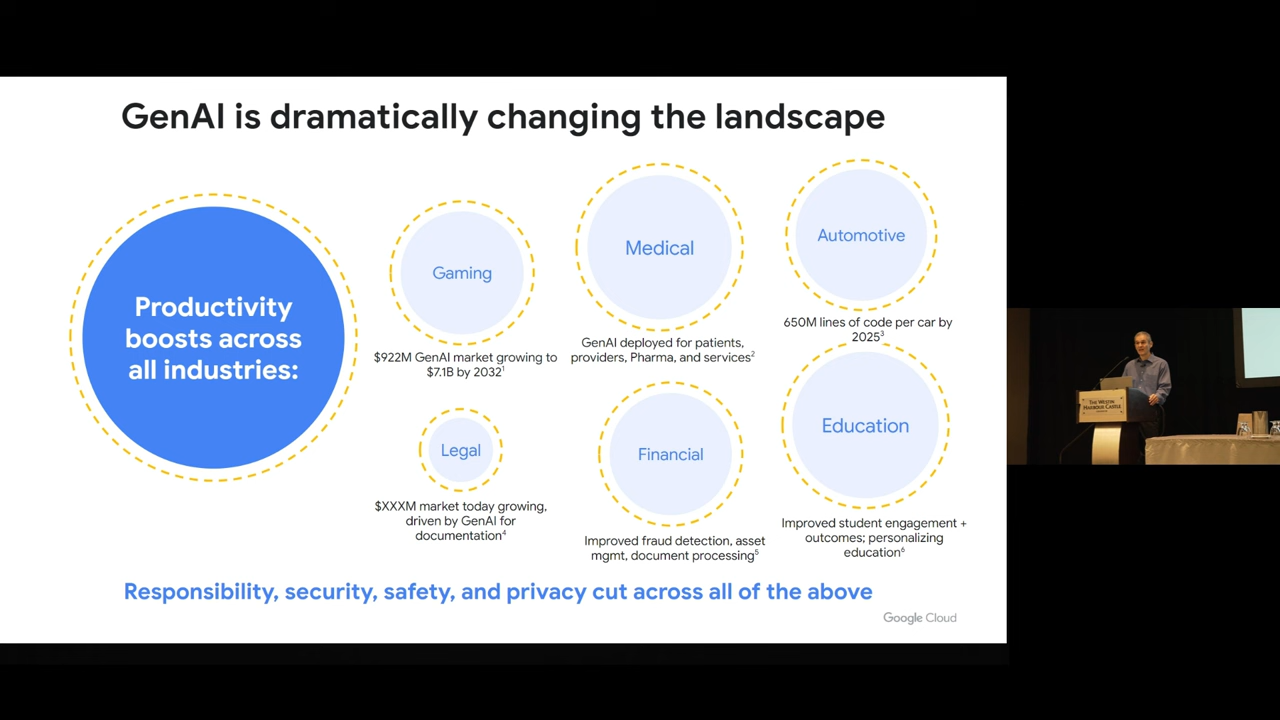 GenAI is dramatically changing the landscape
Productivity
boosts across
all industries:
Gaming
$922M GenAI market growing to
$7.1B by 2032¹
Medical
GenAI deployed for patients,
providers, Pharma, and services²
Automotive
650M lines of code per car by
2025³
Legal
$XXXM market today growing,
driven by GenAI for
documentation⁴
Financial
Improved fraud detection, asset
mgmt, document processing⁵
Education
Improved student engagement +
outcomes; personalizing
education⁶
Responsibility, security, safety, and privacy cut across all of the above
Google Cloud
THE WESTIN
HARBOUR CASTLE